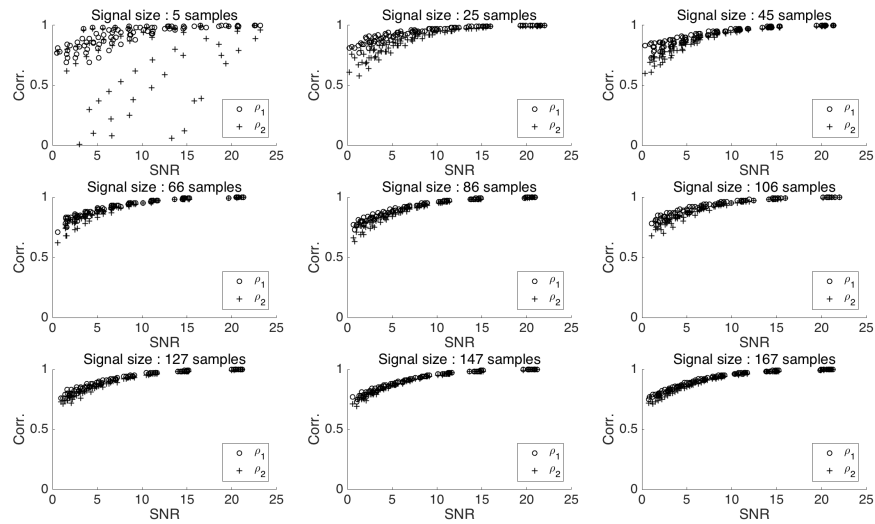 Signal size : 5 samples
Corr.
1
0.5
0
0 5 10 15 20 25
SNR
ρ1
ρ2
Signal size : 25 samples
Corr.
1
0.5
0
0 5 10 15 20 25
SNR
ρ1
ρ2
Signal size : 45 samples
Corr.
1
0.5
0
0 5 10 15 20 25
SNR
ρ1
ρ2
Signal size : 66 samples
Corr.
1
0.5
0
0 5 10 15 20 25
SNR
ρ1
ρ2
Signal size : 86 samples
Corr.
1
0.5
0
0 5 10 15 20 25
SNR
ρ1
ρ2
Signal size : 106 samples
Corr.
1
0.5
0
0 5 10 15 20 25
SNR
ρ1
ρ2
Signal size : 127 samples
Corr.
1
0.5
0
0 5 10 15 20 25
SNR
ρ1
ρ2
Signal size : 147 samples
Corr.
1
0.5
0
0 5 10 15 20 25
SNR
ρ1
ρ2
Signal size : 167 samples
Corr.
1
0.5
0
0 5 10 15 20 25
SNR
ρ1
ρ2